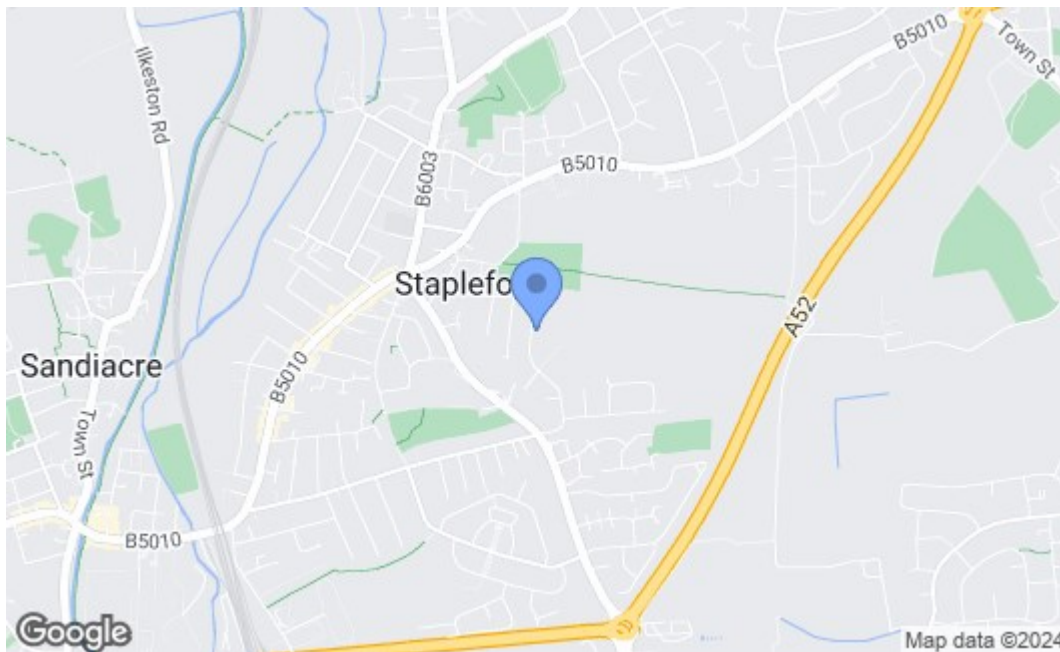 B5010
Town St
Ilkeston Rd
B6003
B5010
Staplefo
A52
Sandiacre
B5010
Town St
B5010
Google
Map data ©2024